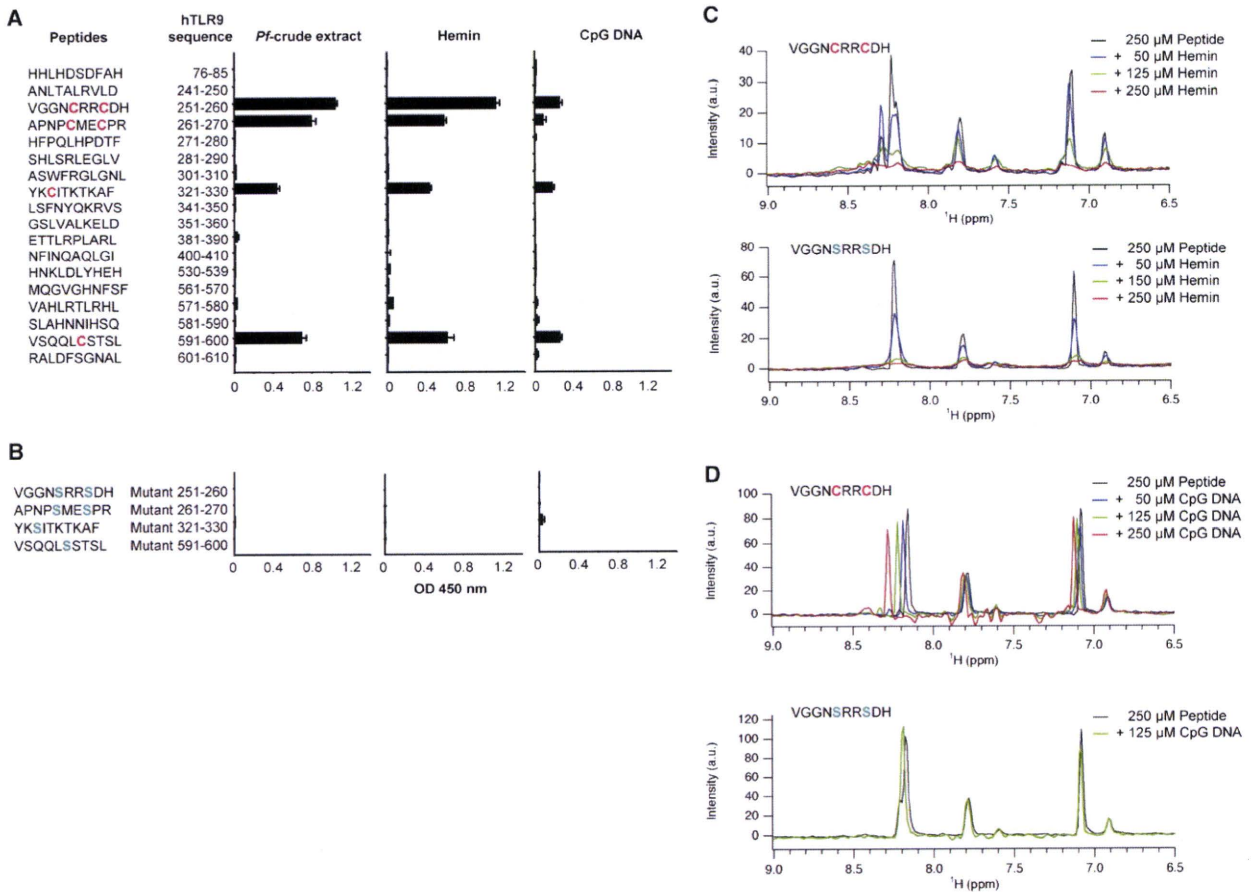 A
Peptides hTLR9 sequence Pf-crude extract Hemin CpG DNA
HHLHDSDFAH 76-85
ANLTALRVLD 241-250
VGGNCRRCDH 251-260
APNPCMECPR 261-270
HFPQLHPDTF 271-280
SHLSRLEGLV 281-290
ASWFRGLGNL 301-310
YKCITKTKAF 321-330
LSFNYQKRVS 341-350
GSLVALKELD 351-360
ETTLRPLARL 381-390
NFINQAQLGI 400-410
HNKLDLYHEH 530-539
MQGVGHNFSF 561-570
VAHLRTLRHL 571-580
SLAHNNIHSQ 581-590
VSQQLCSTSL 591-600
RALDFSGNAL 601-610
0 0.4 0.8 1.2 0 0.4 0.8 1.2 0 0.4 0.8 1.2
B
VGGNSRRSDH Mutant 251-260
APNPSMESPR Mutant 261-270
YKSITKTKAF Mutant 321-330
VSQQLSSTSL Mutant 591-600
0 0.4 0.8 1.2 0 0.4 0.8 1.2 0 0.4 0.8 1.2
OD 450 nm
C
VGGNCRRCDH
250 µM Peptide
+ 50 µM Hemin
+ 125 µM Hemin
+ 250 µM Hemin
Intensity (a.u.)
40
30
20
10
0
9.0 8.5 8.0 7.5 7.0 6.5
1H (ppm)
VGGNSRRSDH
250 µM Peptide
+ 50 µM Hemin
+ 150 µM Hemin
+ 250 µM Hemin
Intensity (a.u.)
80
60
40
20
0
9.0 8.5 8.0 7.5 7.0 6.5
1H (ppm)
D
VGGNCRRCDH
250 µM Peptide
+ 50 µM CpG DNA
+ 125 µM CpG DNA
+ 250 µM CpG DNA
Intensity (a.u.)
100
80
60
40
20
0
9.0 8.5 8.0 7.5 7.0 6.5
1H (ppm)
VGGNSRRSDH
250 µM Peptide
+ 125 µM CpG DNA
Intensity (a.u.)
120
100
80
60
40
20
0
9.0 8.5 8.0 7.5 7.0 6.5
1H (ppm)